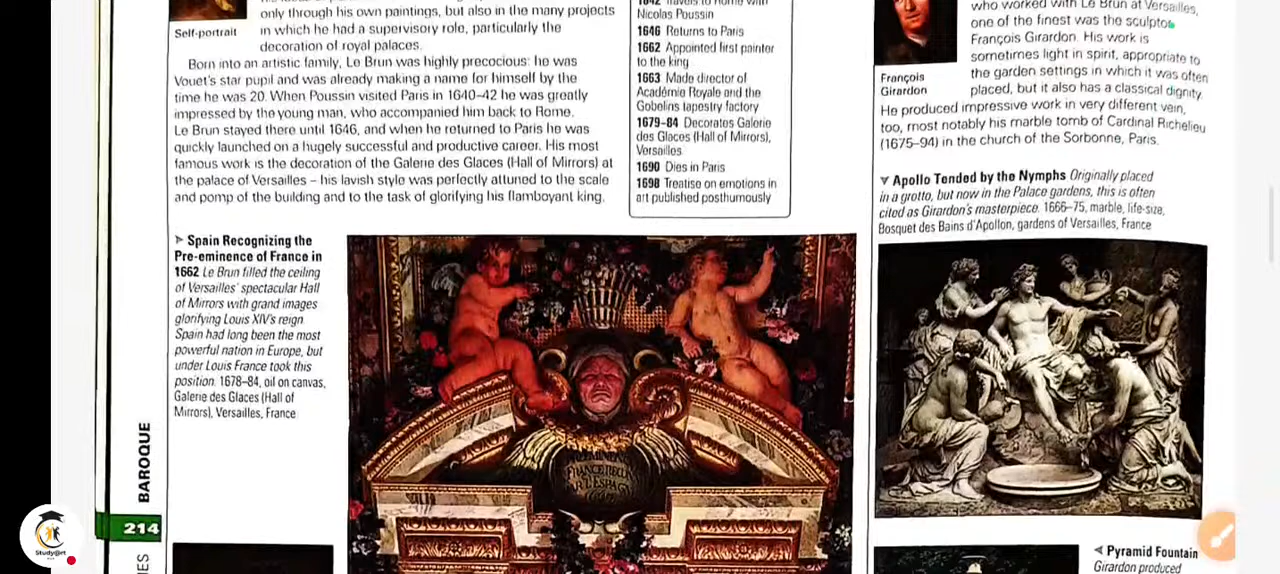 only through his own paintings, but also in the many projects
in which he had a supervisory role, particularly the
decoration of royal palaces.
Self-portrait
Born into an artistic family, Le Brun was highly precocious: he was
Vouet's star pupil and was already making a name for himself by the
time he was 20. When Poussin visited Paris in 1640–42 he was greatly
impressed by the young man, who accompanied him back to Rome.
Le Brun stayed there until 1646, and when he returned to Paris he was
quickly launched on a hugely successful and productive career. His most
famous work is the decoration of the Galerie des Glaces (Hall of Mirrors) at
the palace of Versailles – his lavish style was perfectly attuned to the scale
and pomp of the building and to the task of glorifying his flamboyant king.
1642 Travels to Rome with
Nicolas Poussin
1646 Returns to Paris
1662 Appointed first painter
to the king
1663 Made director of
Académie Royale and the
Gobelins tapestry factory
1679–84 Decorates Galerie
des Glaces (Hall of Mirrors),
Versailles
1690 Dies in Paris
1698 Treatise on emotions in
art published posthumously
who worked with Le Brun at Versailles,
one of the finest was the sculptor
François Girardon. His work is
sometimes light in spirit, appropriate to
the garden settings in which it was often
placed, but it also has a classical dignity.
François
Girardon
He produced impressive work in very different vein,
too, most notably his marble tomb of Cardinal Richelieu
(1675–94) in the church of the Sorbonne, Paris.
▼ Apollo Tended by the Nymphs Originally placed
in a grotto, but now in the Palace gardens, this is often
cited as Girardon's masterpiece. 1666–75, marble, life-size,
Bosquet des Bains d'Apollon, gardens of Versailles, France
► Spain Recognizing the
Pre-eminence of France in
1662 Le Brun filled the ceiling
of Versailles' spectacular Hall
of Mirrors with grand images
glorifying Louis XIV's reign.
Spain had long been the most
powerful nation in Europe, but
under Louis France took this
position. 1678–84, oil on canvas,
Galerie des Glaces (Hall of
Mirrors), Versailles, France
BAROQUE
214
◄ Pyramid Fountain
Girardon produced